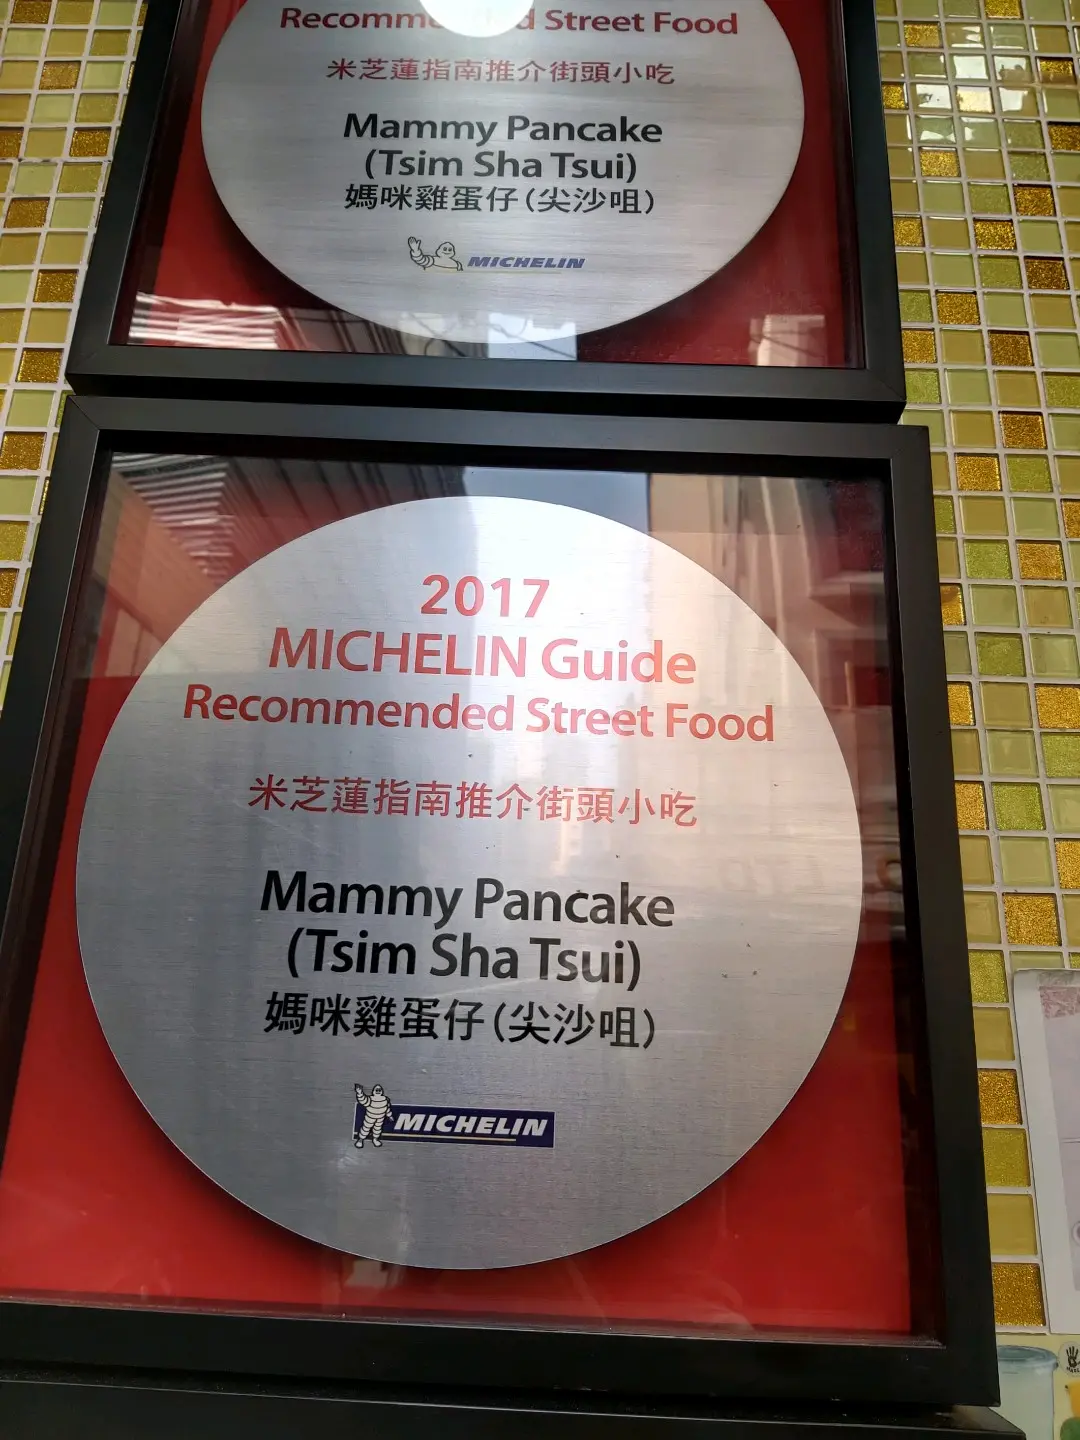 Recommended Street Food
米芝蓮指南推介街頭小吃
Mammy Pancake
(Tsim Sha Tsui)
媽咪雞蛋仔(尖沙咀)
MICHELIN
2017
MICHELIN Guide
Recommended Street Food
米芝蓮指南推介街頭小吃
Mammy Pancake
(Tsim Sha Tsui)
媽咪雞蛋仔(尖沙咀)
MICHELIN